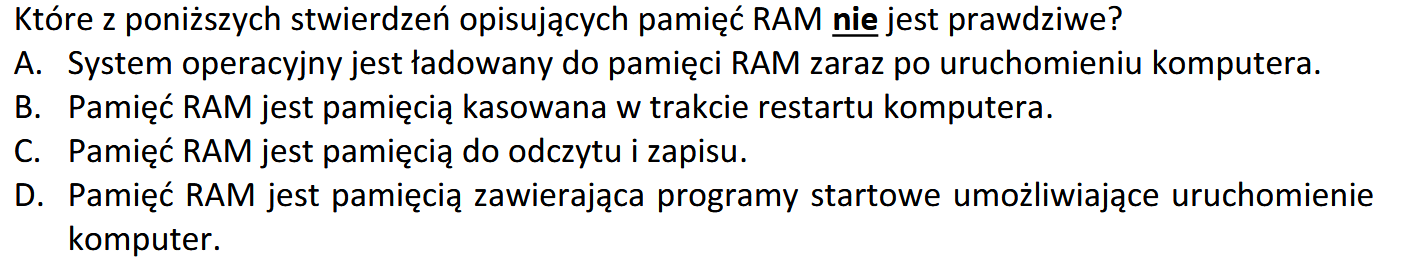 Które z poniższych stwierdzeń opisujących pamięć RAM nie jest prawdziwe?
A. System operacyjny jest ładowany do pamięci RAM zaraz po uruchomieniu komputera.
B. Pamięć RAM jest pamięcią kasowana w trakcie restartu komputera.
C. Pamięć RAM jest pamięcią do odczytu i zapisu.
D. Pamięć RAM jest pamięcią zawierająca programy startowe umożliwiające uruchomienie
komputer.